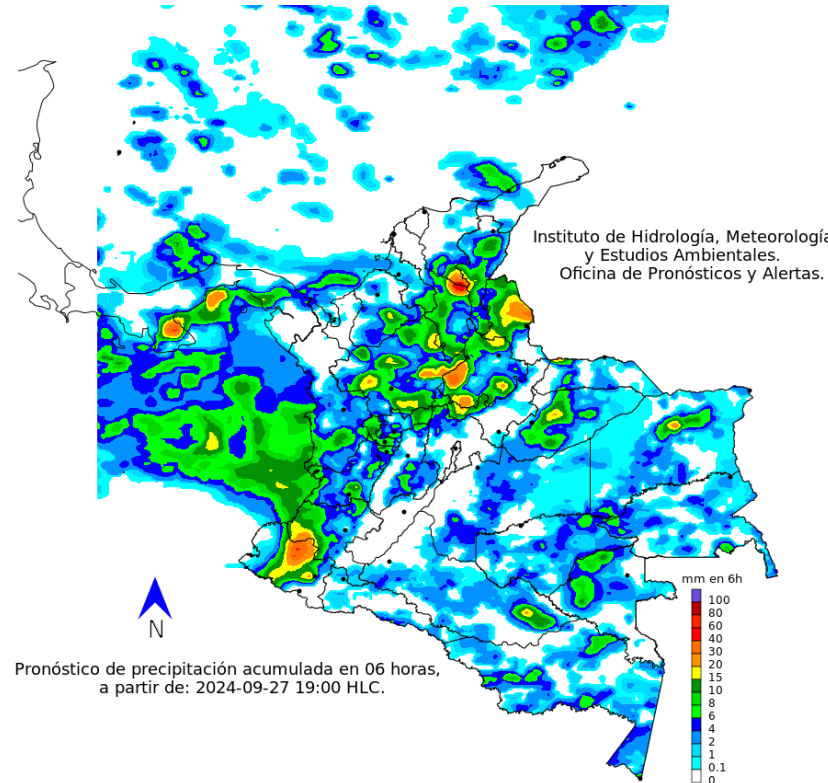 Instituto de Hidrología, Meteorología
y Estudios Ambientales.
Oficina de Pronósticos y Alertas.
N
Pronóstico de precipitación acumulada en 06 horas,
a partir de: 2024-09-27 19:00 HLC.
mm en 6h
100
80
60
40
30
20
15
10
8
6
4
2
1
0.1
0